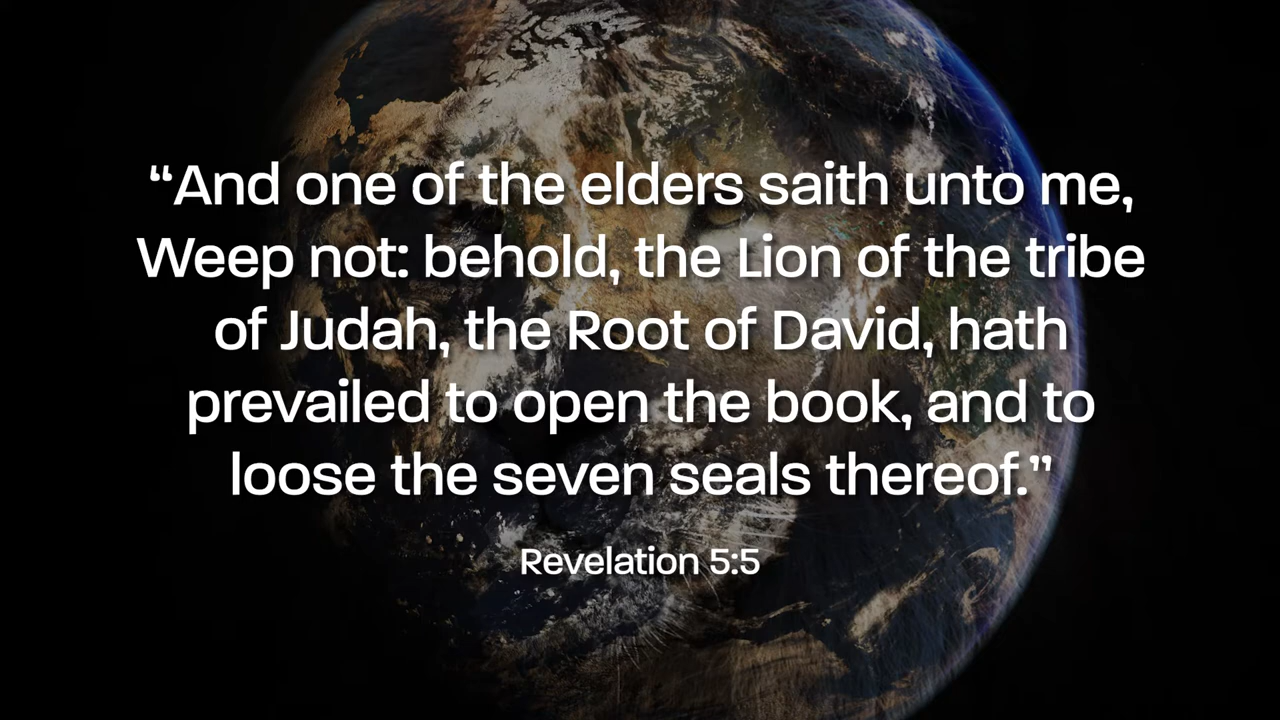 “And one of the elders saith unto me,
Weep not: behold, the Lion of the tribe
of Judah, the Root of David, hath
prevailed to open the book, and to
loose the seven seals thereof.”
Revelation 5:5